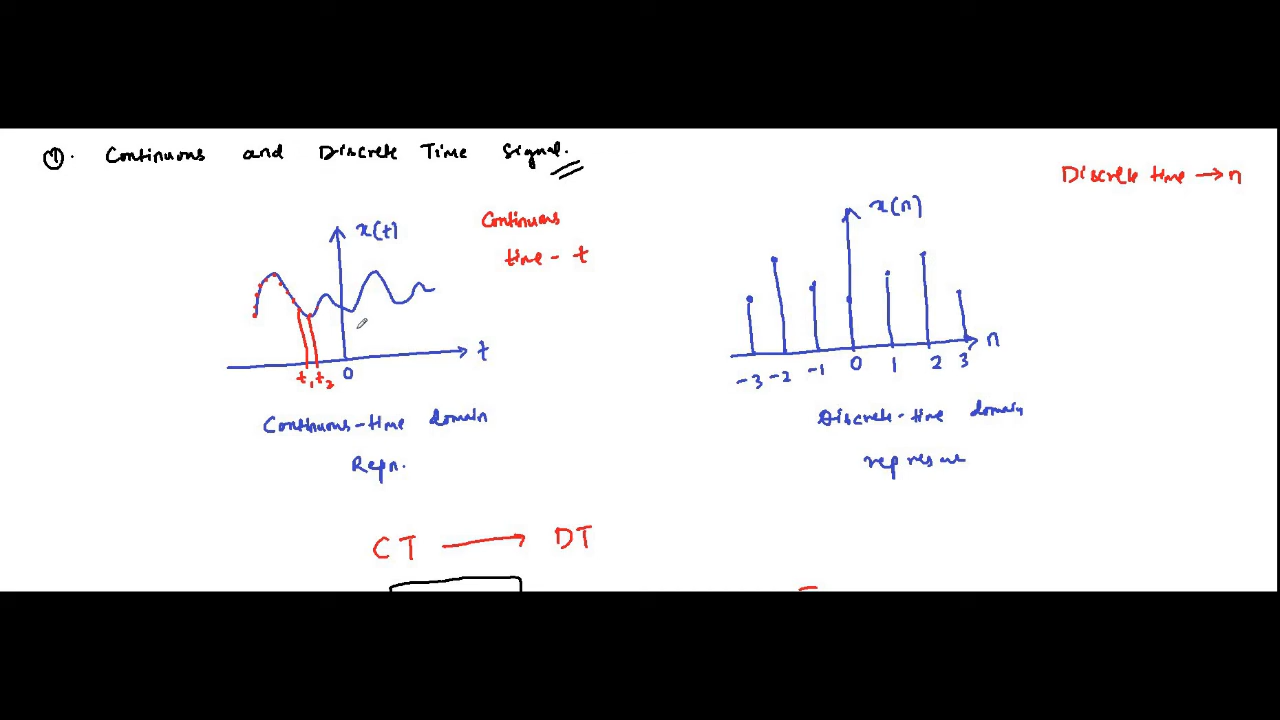 ①. Continuous and Discrete Time Signal.
Discrete time → n
x(t)
Continuous
time - t
t
t₁ t₂ 0
Continuous-time domain
Repn.
x(n)
n
-3 -2 -1 0 1 2 3
Discrete-time domain
CT → DT